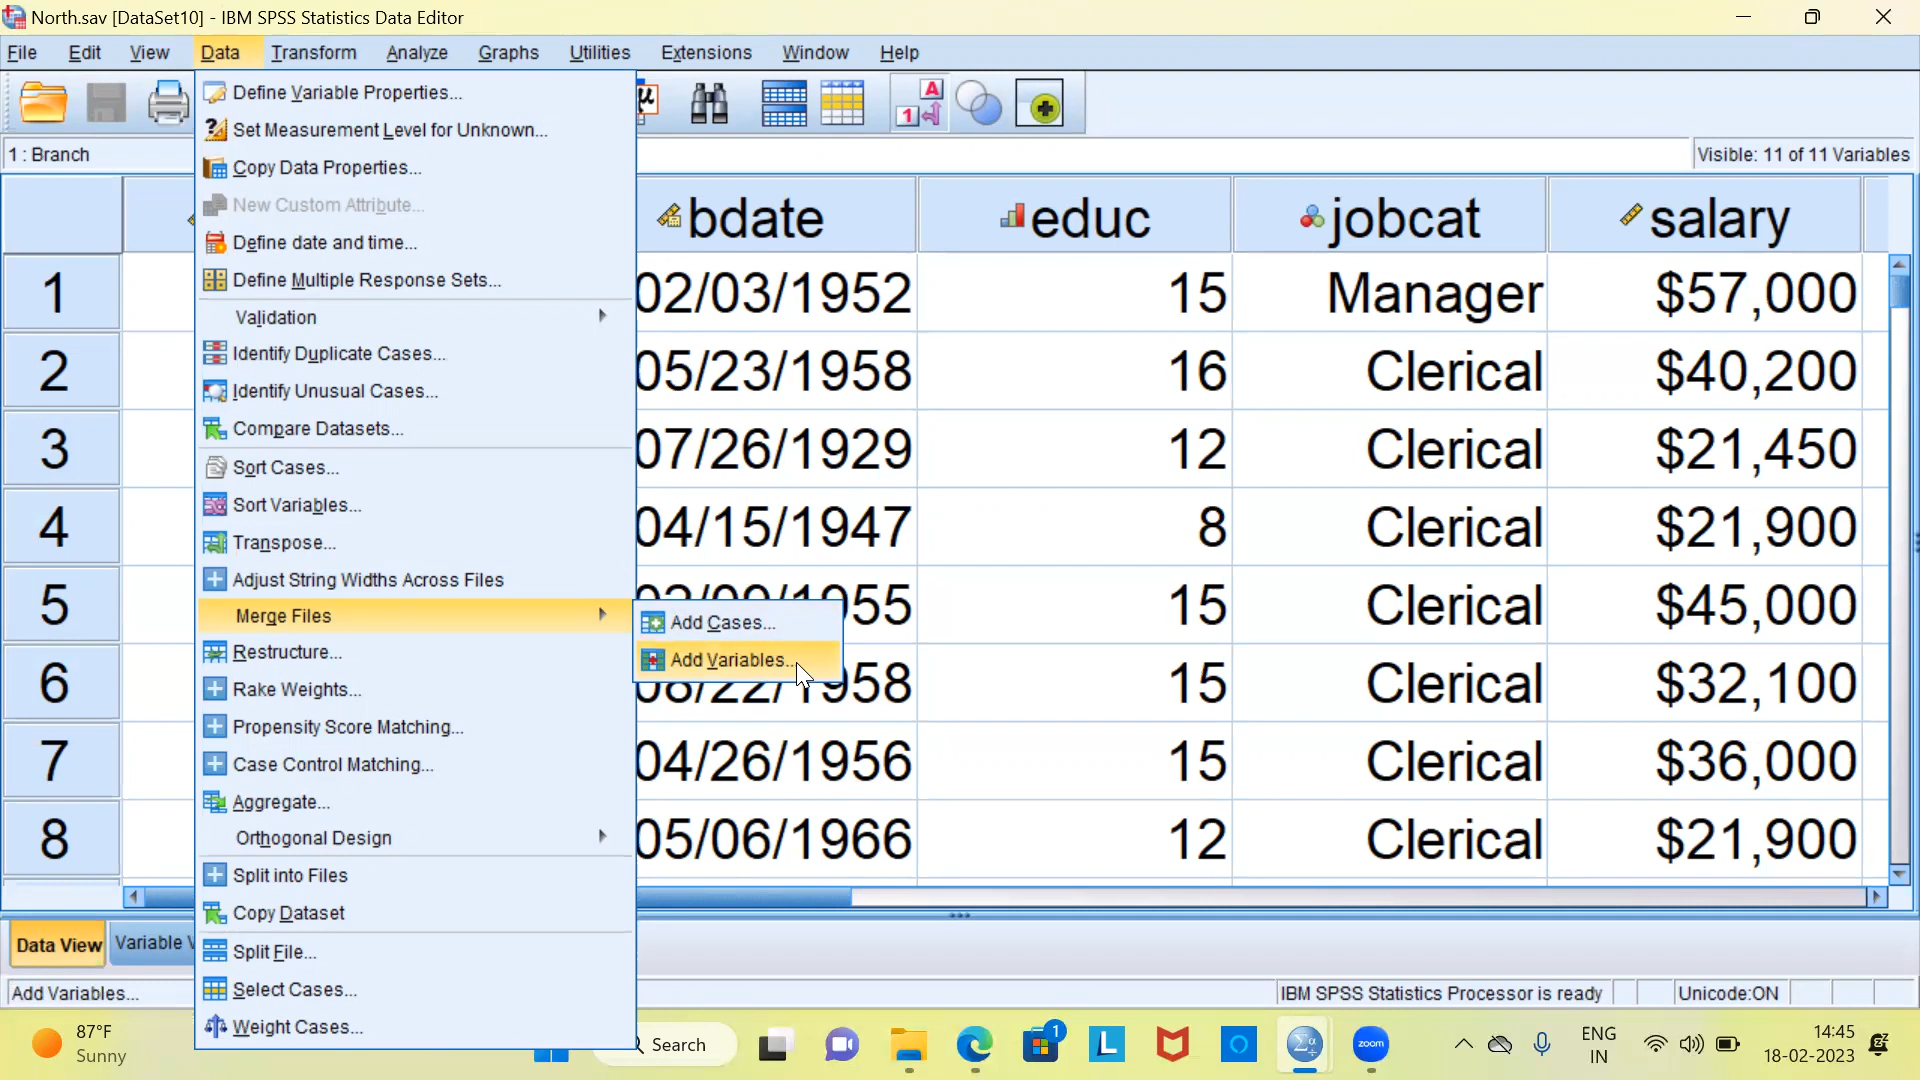 North.sav [DataSet10] - IBM SPSS Statistics Data Editor
File Edit View Data Transform Analyze Graphs Utilities Extensions Window Help
1 : Branch
Visible: 11 of 11 Variables
Define Variable Properties...
Set Measurement Level for Unknown...
Copy Data Properties...
New Custom Attribute...
Define date and time...
Define Multiple Response Sets...
Validation
Identify Duplicate Cases...
Identify Unusual Cases...
Compare Datasets...
Sort Cases...
Sort Variables...
Transpose...
Adjust String Widths Across Files
Merge Files
Restructure...
Rake Weights...
Propensity Score Matching...
Case Control Matching...
Aggregate...
Orthogonal Design
Split into Files
Copy Dataset
Split File...
Select Cases...
Weight Cases...
Add Cases...
Add Variables...
bdate educ jobcat salary
1 02/03/1952 15 Manager $57,000
2 05/23/1958 16 Clerical $40,200
3 07/26/1929 12 Clerical $21,450
4 04/15/1947 8 Clerical $21,900
5 955 15 Clerical $45,000
6 958 15 Clerical $32,100
7 04/26/1956 15 Clerical $36,000
8 05/06/1966 12 Clerical $21,900
Data View Variable V
Add Variables...
IBM SPSS Statistics Processor is ready
Unicode:ON
87°F
Sunny
Search
1
L
zoom
ENG
IN
14:45
18-02-2023